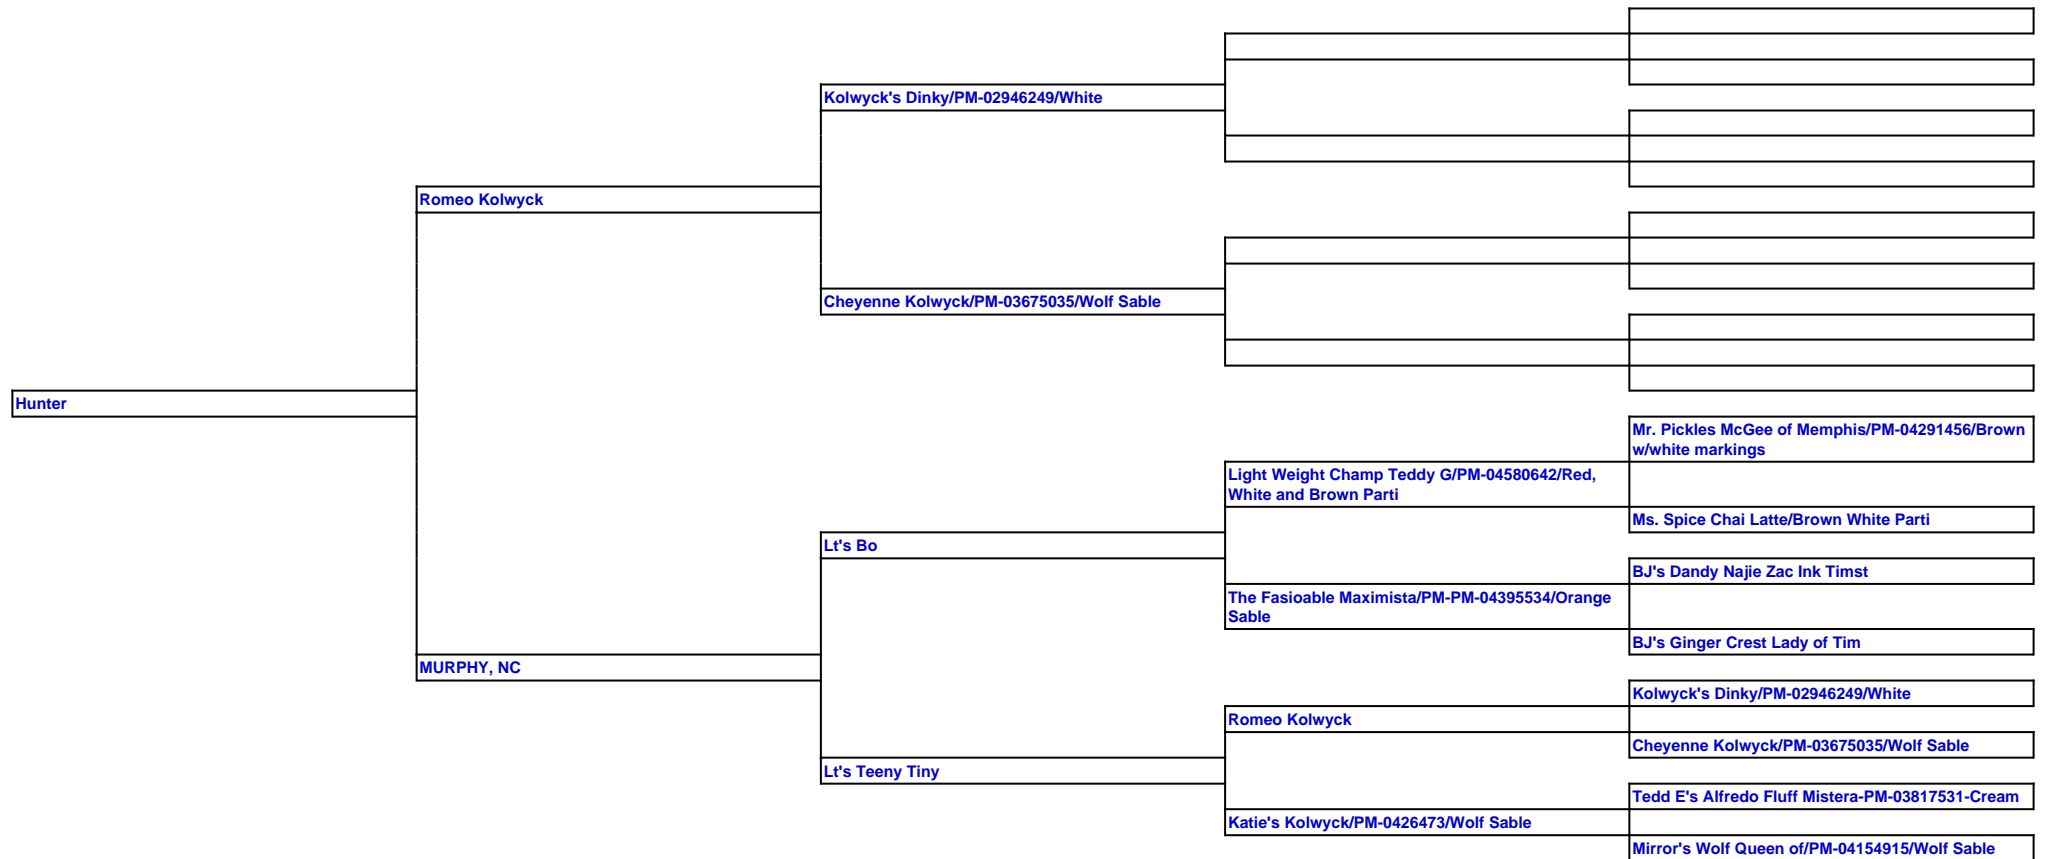 Kolwyck's Dinky/PM-02946249/White
Romeo Kolwyck
Cheyenne Kolwyck/PM-03675035/Wolf Sable
Hunter
Mr. Pickles McGee of Memphis/PM-04291456/Brown
w/white markings
Light Weight Champ Teddy G/PM-04580642/Red,
White and Brown Parti
Ms. Spice Chai Latte/Brown White Parti
Lt's Bo
BJ's Dandy Najie Zac Ink Timst
The Fasioable Maximista/PM-PM-04395534/Orange
Sable
BJ's Ginger Crest Lady of Tim
MURPHY, NC
Kolwyck's Dinky/PM-02946249/White
Romeo Kolwyck
Cheyenne Kolwyck/PM-03675035/Wolf Sable
Lt's Teeny Tiny
Tedd E's Alfredo Fluff Mistera-PM-03817531-Cream
Katie's Kolwyck/PM-0426473/Wolf Sable
Mirror's Wolf Queen of/PM-04154915/Wolf Sable